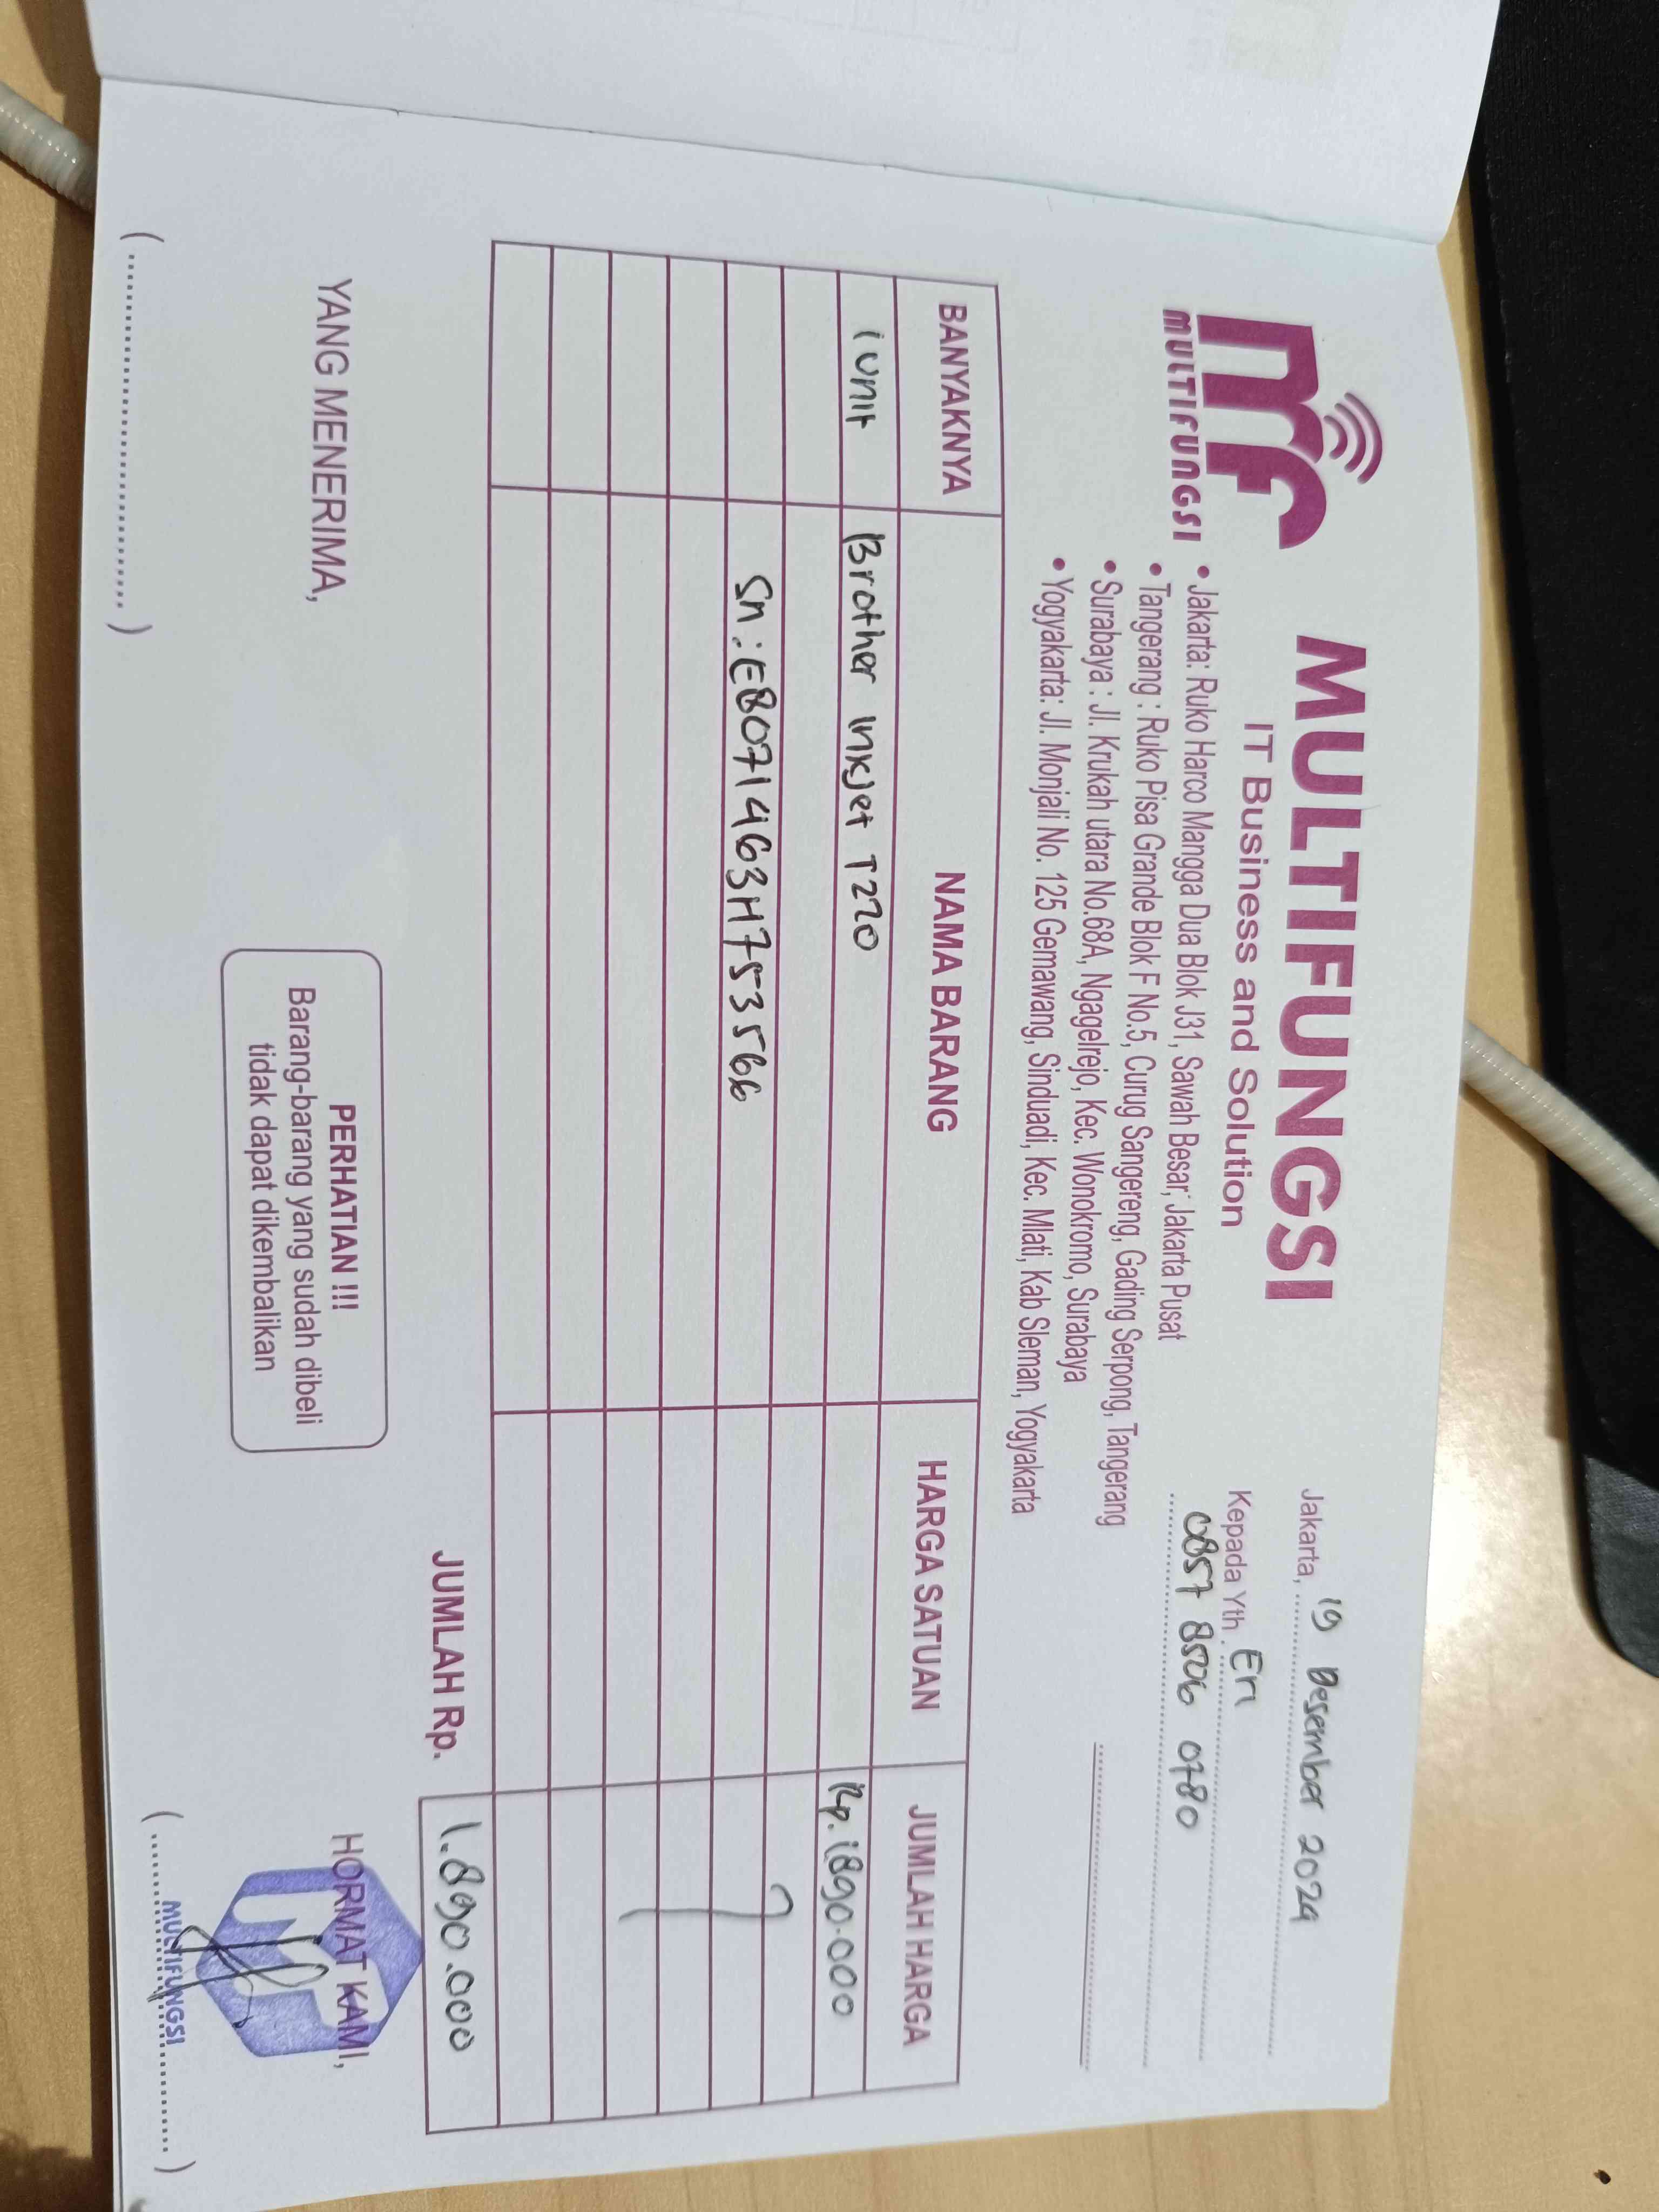 MULTIFUNGSI
MULTIFUNGSI
IT Business and Solution
• Jakarta: Ruko Harco Mangga Dua Blok J31, Sawah Besar, Jakarta Pusat
• Tangerang : Ruko Pisa Grande Blok F No.5, Curug Sangereng, Gading Serpong, Tangerang
• Surabaya : Jl. Krukah utara No.68A, Ngagelrejo, Kec. Wonokromo, Surabaya
• Yogyakarta: Jl. Monjali No. 125 Gemawang, Sinduadi, Kec. Mlati, Kab Sleman, Yogyakarta
Jakarta, 19 Desember 2024
Kepada Yth. Eri
0857 8506 0780
BANYAKNYA NAMA BARANG HARGA SATUAN JUMLAH HARGA
1 unit Brother Inkjet T220 Rp. 1890.000
Sn : E80714463H753566
JUMLAH Rp. 1.890.000
YANG MENERIMA,
PERHATIAN !!!
Barang-barang yang sudah dibeli
tidak dapat dikembalikan
HORMAT KAMI,
MULTIFUNGSI